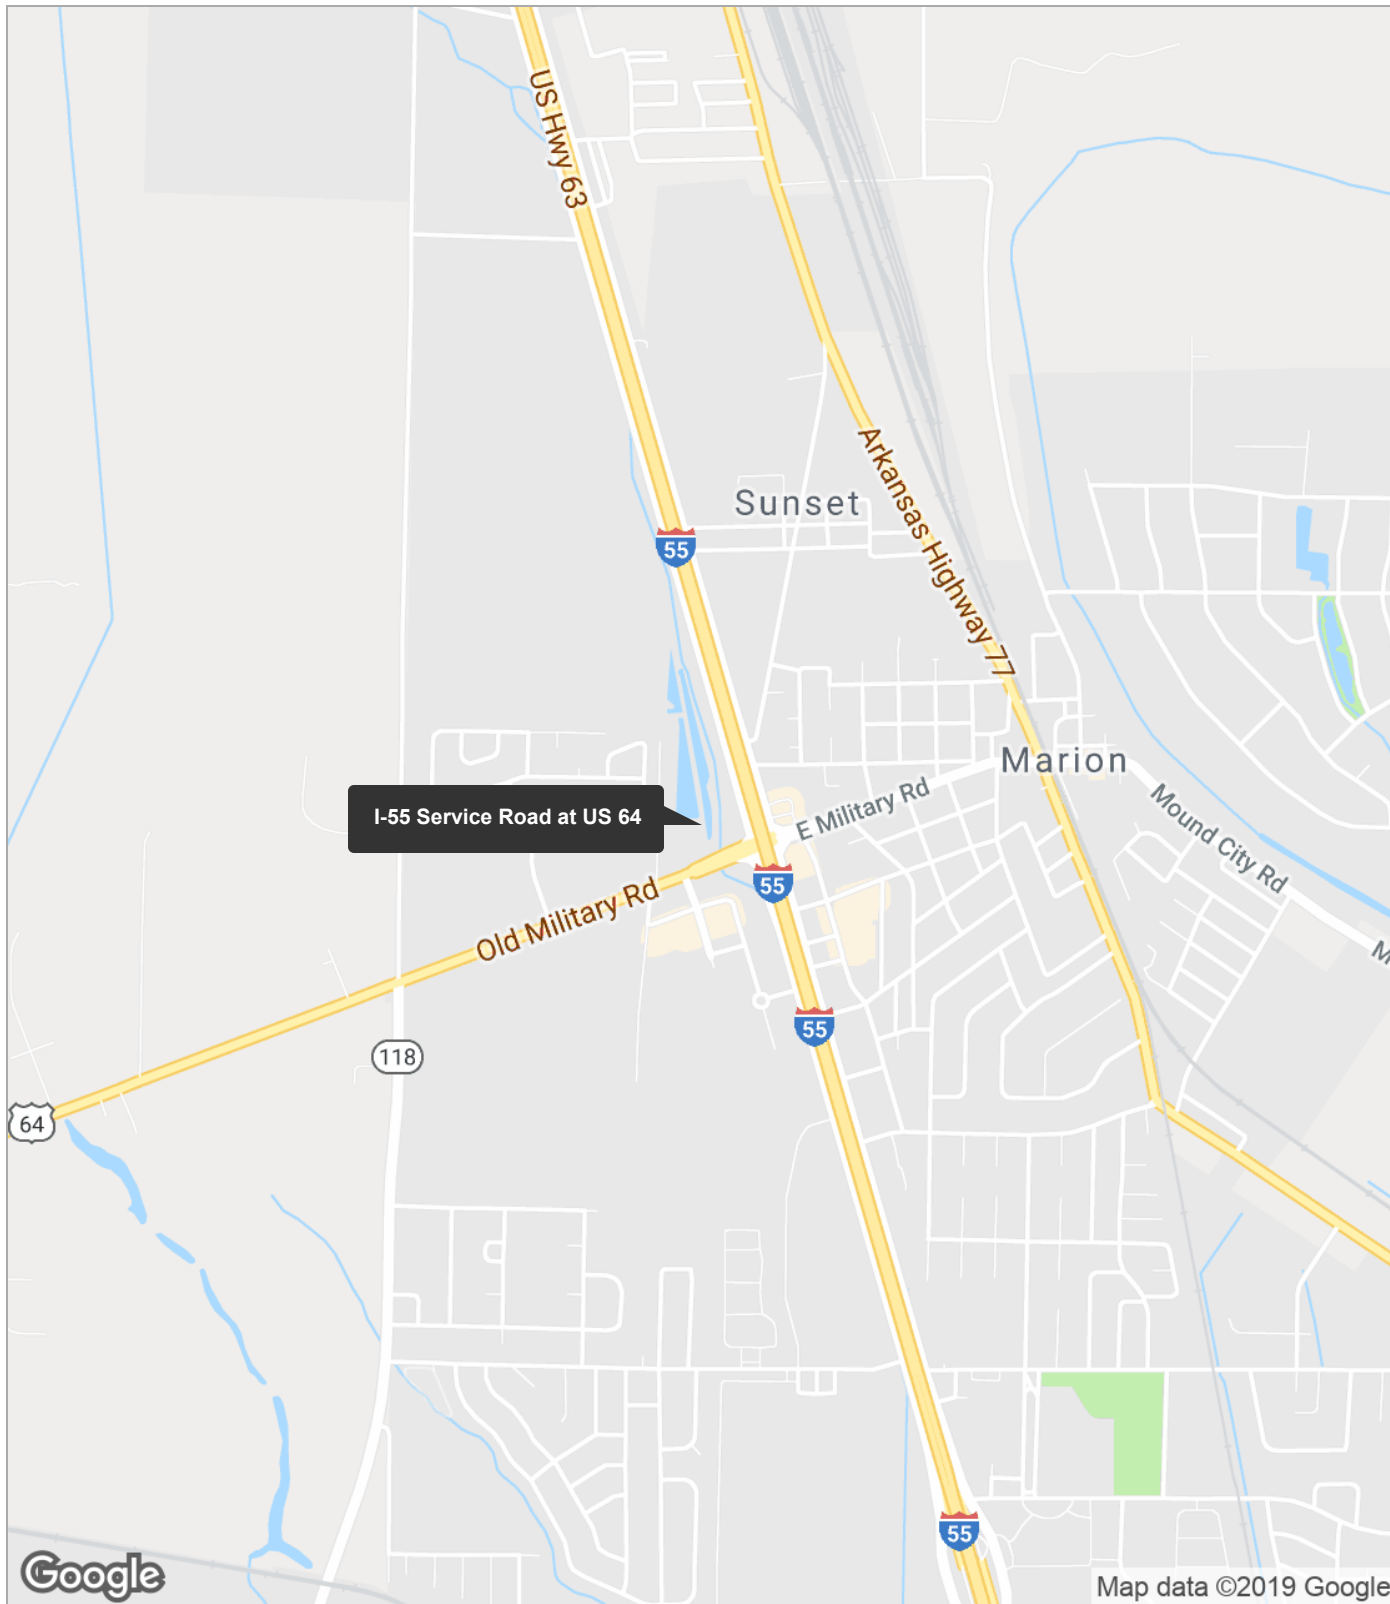 US Hwy 63
Arkansas Highway 77
Sunset
55
Marion
I-55 Service Road at US 64
E Military Rd
Mound City Rd
55
Old Military Rd
M
55
118
64
55
Google
Map data ©2019 Google